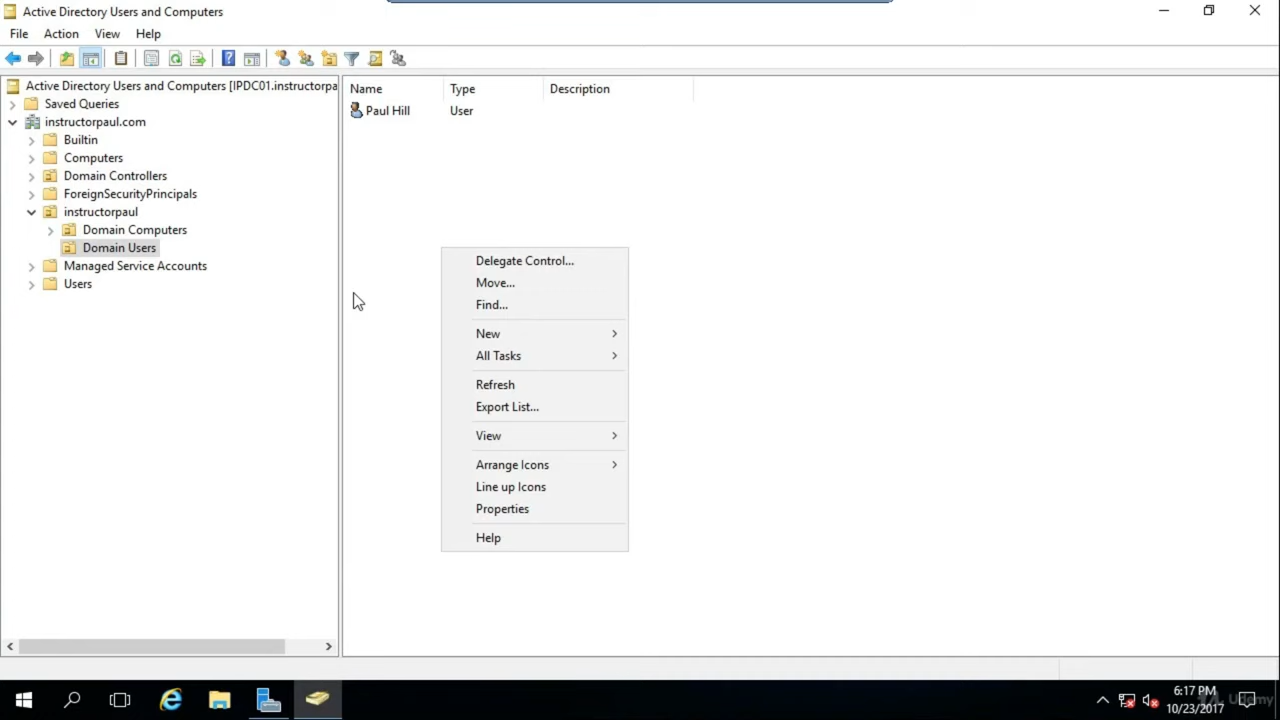 Active Directory Users and Computers
File Action View Help
Active Directory Users and Computers [IPDC01.instructorpa
Saved Queries
instructorpaul.com
Builtin
Computers
Domain Controllers
ForeignSecurityPrincipals
instructorpaul
Domain Computers
Domain Users
Managed Service Accounts
Users
Name Type Description
Paul Hill User
Delegate Control...
Move...
Find...
New
All Tasks
Refresh
Export List...
View
Arrange Icons
Line up Icons
Properties
Help
6:17 PM
10/23/2017
Udemy